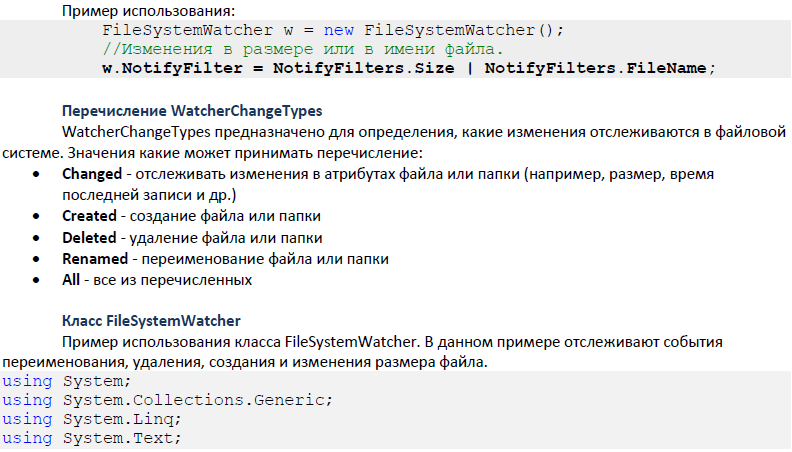 Пример использования:
FileSystemWatcher w = new FileSystemWatcher();
//Изменения в размере или в имени файла.
w.NotifyFilter = NotifyFilters.Size | NotifyFilters.FileName;
Перечисление WatcherChangeTypes
WatcherChangeTypes предназначено для определения, какие изменения отслеживаются в файловой
системе. Значения какие может принимать перечисление:
• Changed - отслеживать изменения в атрибутах файла или папки (например, размер, время
последней записи и др.)
• Created - создание файла или папки
• Deleted - удаление файла или папки
• Renamed - переименование файла или папки
• All - все из перечисленных
Класс FileSystemWatcher
Пример использования класса FileSystemWatcher. В данном примере отслеживают события
переименования, удаления, создания и изменения размера файла.
using System;
using System.Collections.Generic;
using System.Linq;
using System.Text;